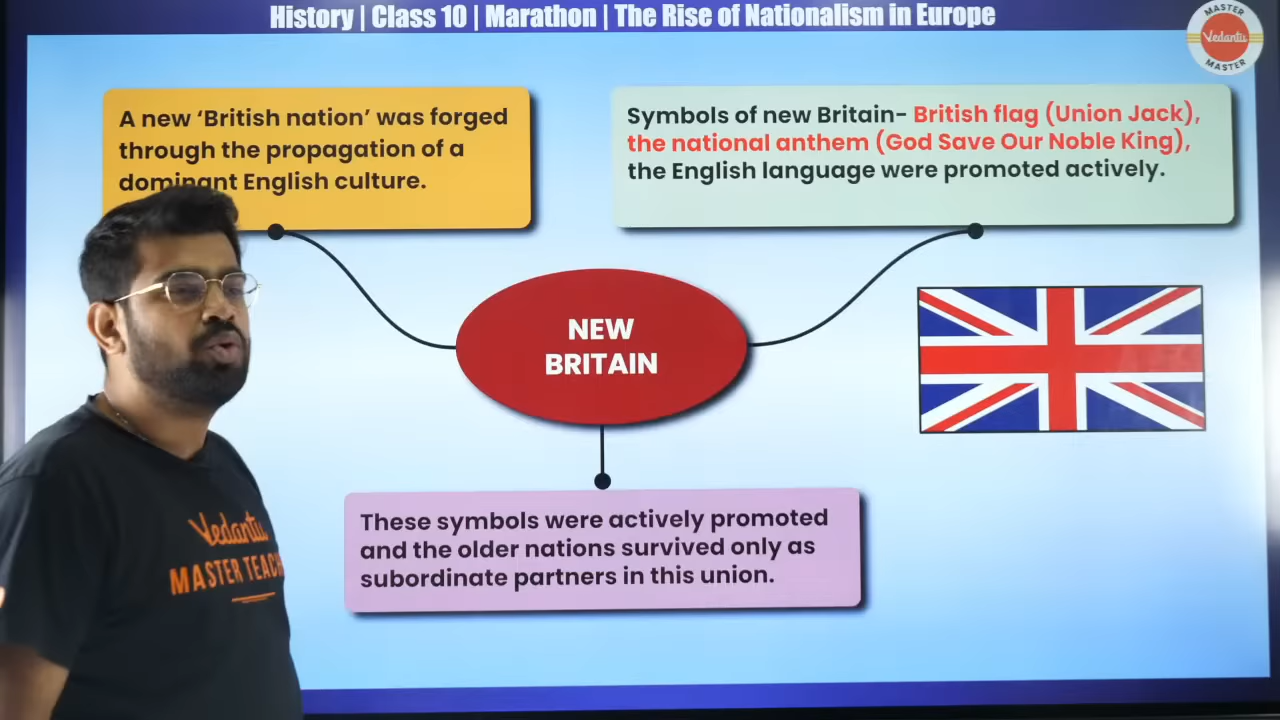 History | Class 10 | Marathon | The Rise of Nationalism in Europe
MASTER
Vedantu
MASTER
A new ‘British nation’ was forged
through the propagation of a
dominant English culture.
Symbols of new Britain- British flag (Union Jack),
the national anthem (God Save Our Noble King),
the English language were promoted actively.
NEW
BRITAIN
These symbols were actively promoted
and the older nations survived only as
subordinate partners in this union.
Vedantu
MASTER